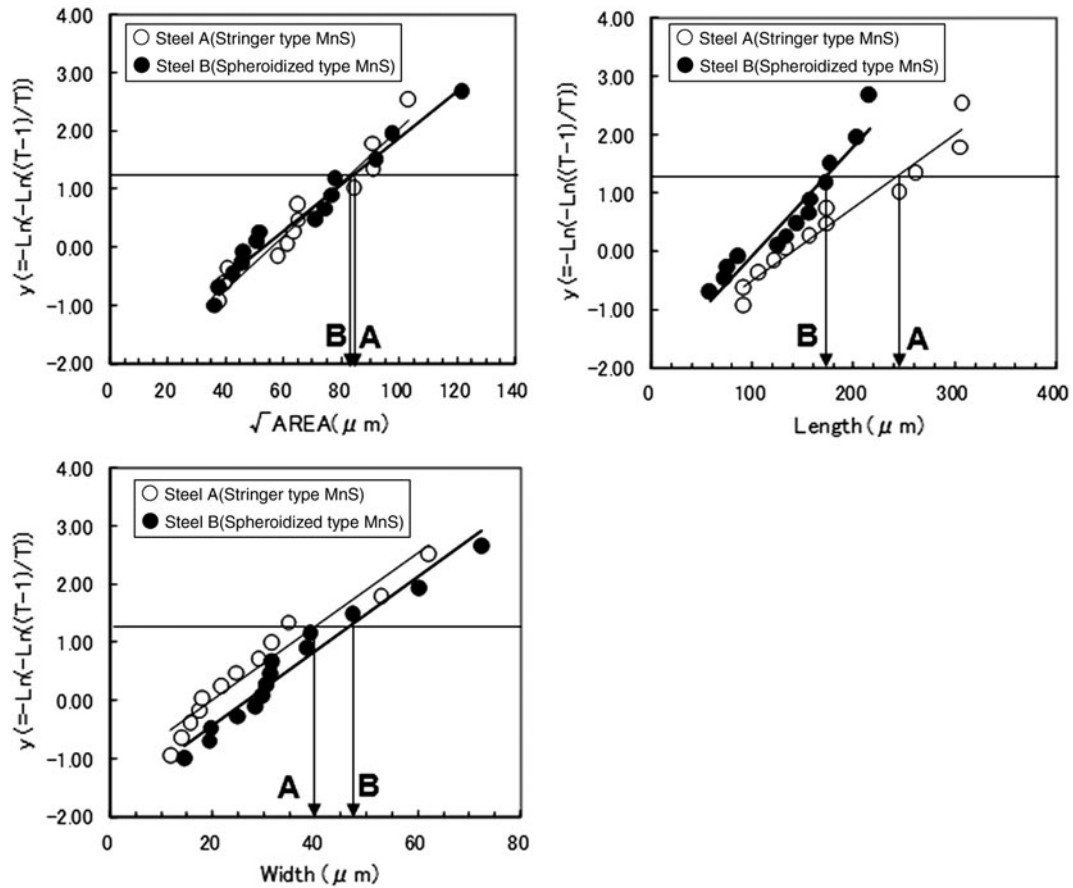 4.00
3.00
2.00
1.00
0.00
-1.00
-2.00
y(=-Ln(-Ln((T-1)/T))
Steel A(Stringer type MnS)
Steel B(Spheroidized type MnS)
B A
0 20 40 60 80 100 120 140
√AREA(μm)
4.00
3.00
2.00
1.00
0.00
-1.00
-2.00
y(=-Ln(-Ln((T-1)/T))
Steel A(Stringer type MnS)
Steel B(Spheroidized type MnS)
B A
0 100 200 300 400
Length(μm)
4.00
3.00
2.00
1.00
0.00
-1.00
-2.00
y(=-Ln(-Ln((T-1)/T))
Steel A(Stringer type MnS)
Steel B(Spheroidized type MnS)
A B
0 20 40 60 80
Width(μm)